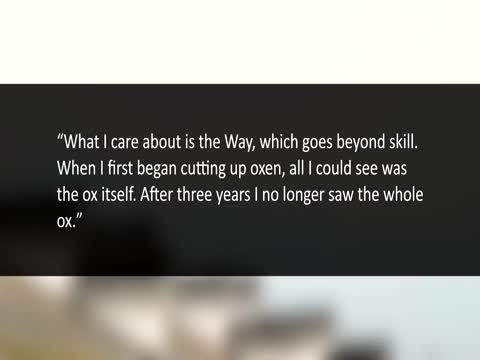 “What I care about is the Way, which goes beyond skill.
When I first began cutting up oxen, all I could see was
the ox itself. After three years I no longer saw the whole
ox.”